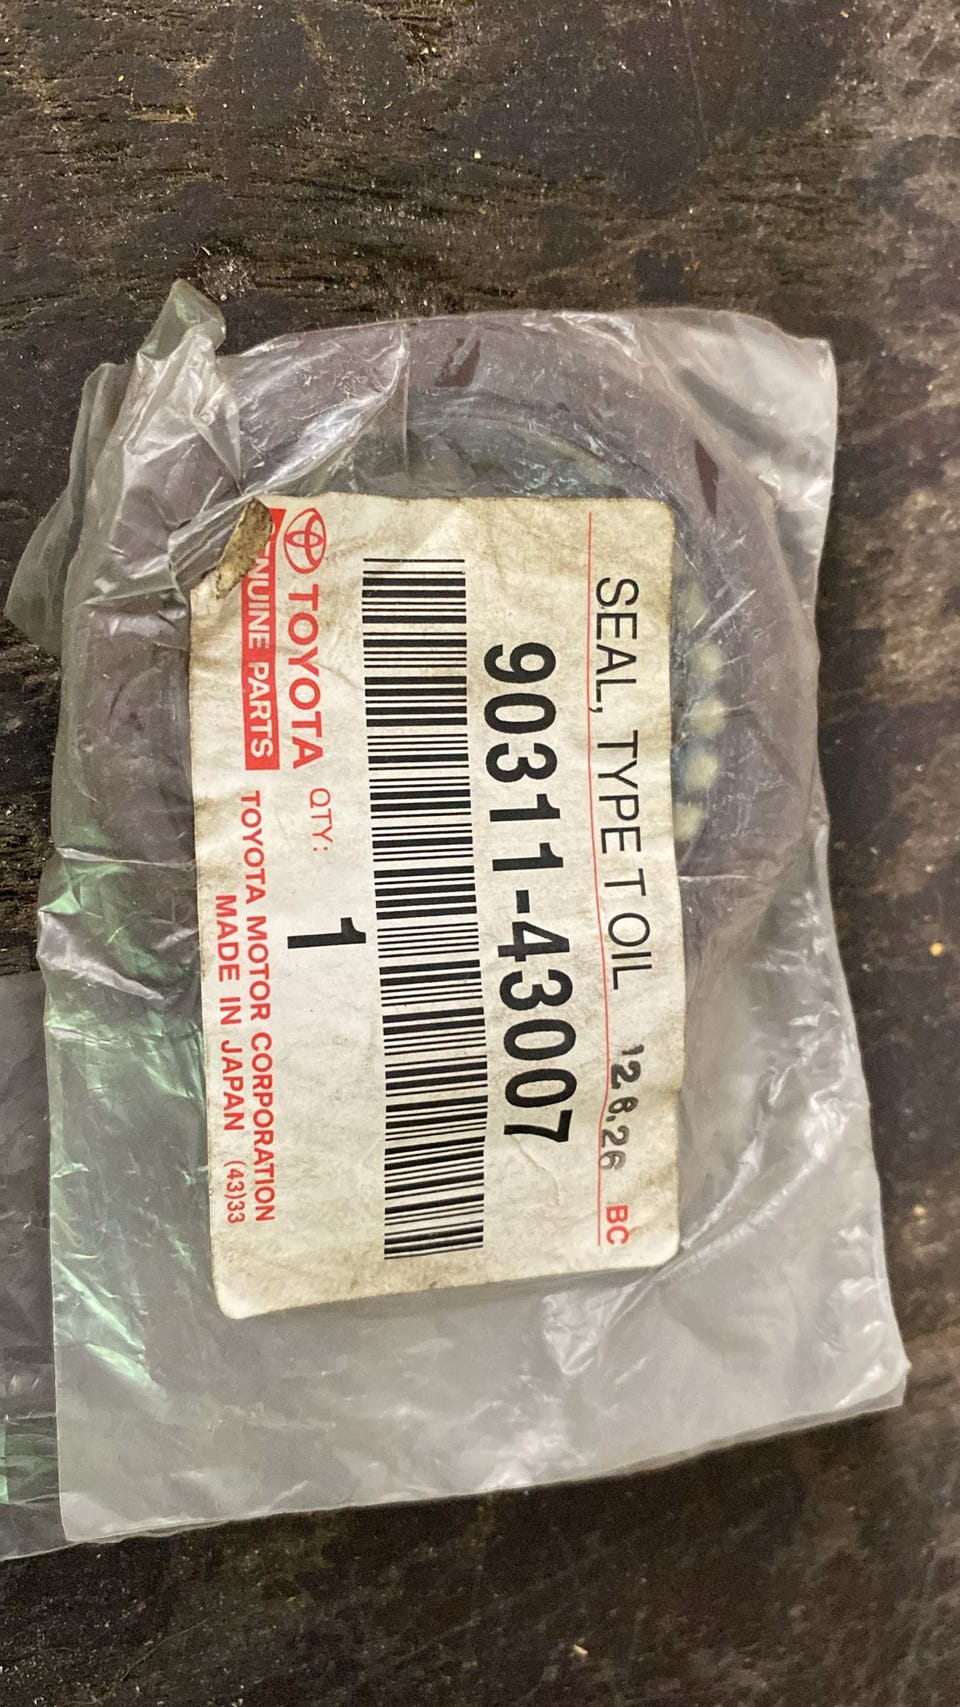 SEAL, TYPE T OIL '12.6.26 BC
90311-43007
QTY: 1
TOYOTA
GENUINE PARTS
TOYOTA MOTOR CORPORATION
MADE IN JAPAN (43)33